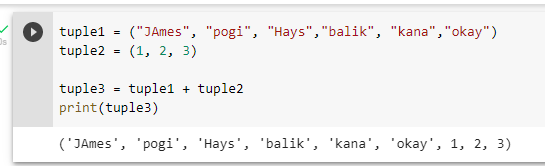 tuple1 = ("JAmes", "pogi", "Hays","balik", "kana","okay")
tuple2 = (1, 2, 3)
tuple3 = tuple1 + tuple2
print(tuple3)
('JAmes', 'pogi', 'Hays', 'balik', 'kana', 'okay', 1, 2, 3)